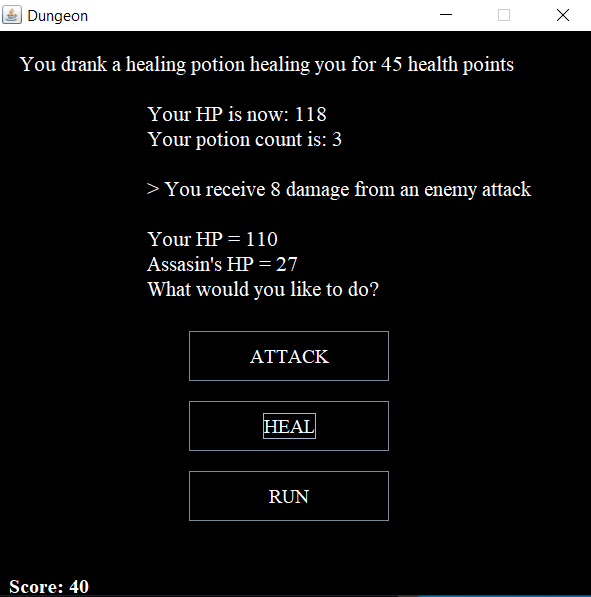 Dungeon
You drank a healing potion healing you for 45 health points
Your HP is now: 118
Your potion count is: 3
> You receive 8 damage from an enemy attack
Your HP = 110
Assasin's HP = 27
What would you like to do?
ATTACK
HEAL
RUN
Score: 40